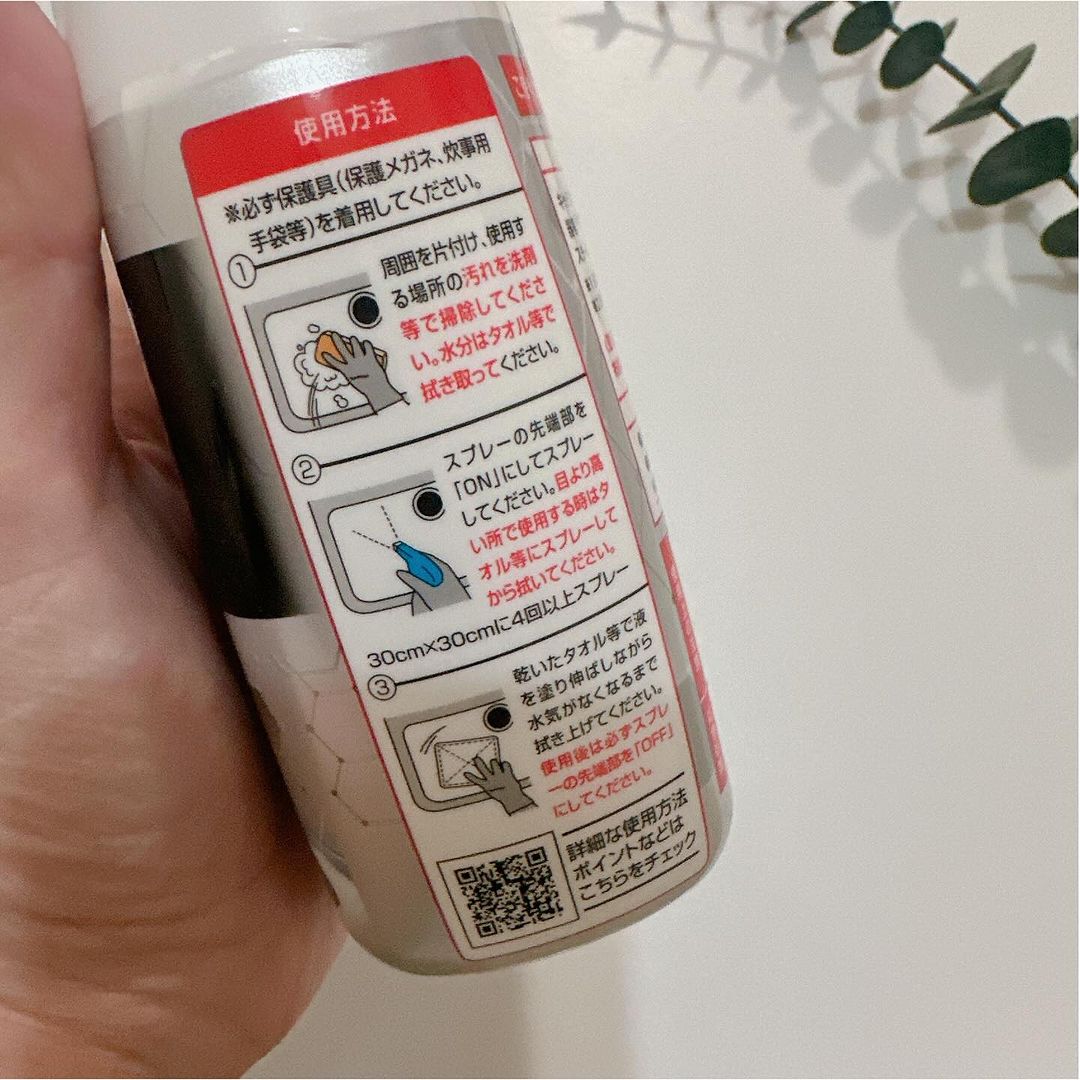 使用方法
※必ず保護具(保護メガネ、炊事用
手袋等)を着用してください。
①
周囲を片付け、使用す
る場所の汚れを洗剤
等で掃除してくださ
い。水分はタオル等で
拭き取ってください。
②
スプレーの先端部を
「ON」にしてスプレー
してください。目より高
い所で使用する時はタ
オル等にスプレーして
から拭いてください。
30cm×30cmに4回以上スプレー
③
乾いたタオル等で液
を塗り伸ばしながら
水気がなくなるまで
拭き上げてください。
使用後は必ずスプレ
ーの先端部を「OFF」
にしてください。
詳細な使用方法
ポイントなどは
こちらをチェック